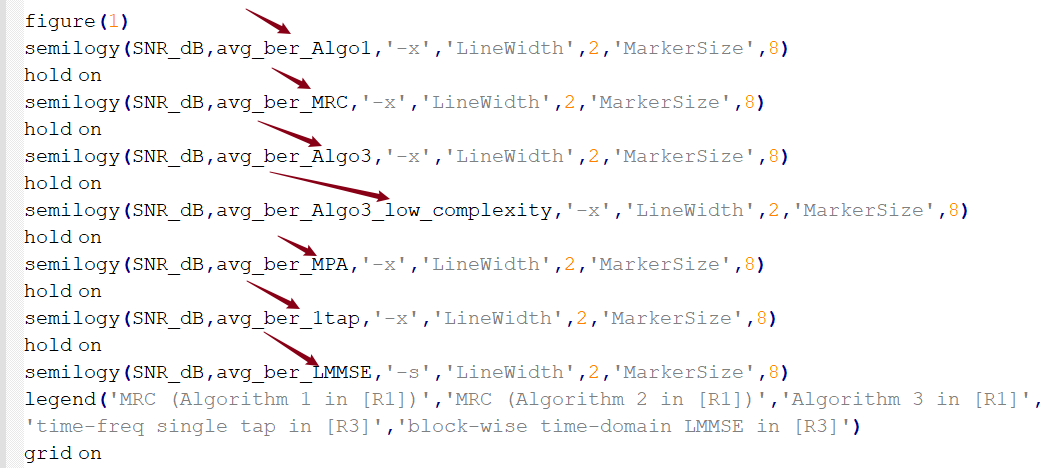 figure(1)
semilogy(SNR_dB,avg_ber_Algo1,'-x','LineWidth',2,'MarkerSize',8)
hold on
semilogy(SNR_dB,avg_ber_MRC,'-x','LineWidth',2,'MarkerSize',8)
hold on
semilogy(SNR_dB,avg_ber_Algo3,'-x','LineWidth',2,'MarkerSize',8)
hold on
semilogy(SNR_dB,avg_ber_Algo3_low_complexity,'-x','LineWidth',2,'MarkerSize',8)
hold on
semilogy(SNR_dB,avg_ber_MPA,'-x','LineWidth',2,'MarkerSize',8)
hold on
semilogy(SNR_dB,avg_ber_1tap,'-x','LineWidth',2,'MarkerSize',8)
hold on
semilogy(SNR_dB,avg_ber_LMMSE,'-s','LineWidth',2,'MarkerSize',8)
legend('MRC (Algorithm 1 in [R1])','MRC (Algorithm 2 in [R1])','Algorithm 3 in [R1]',
'time-freq single tap in [R3]','block-wise time-domain LMMSE in [R3]')
grid on